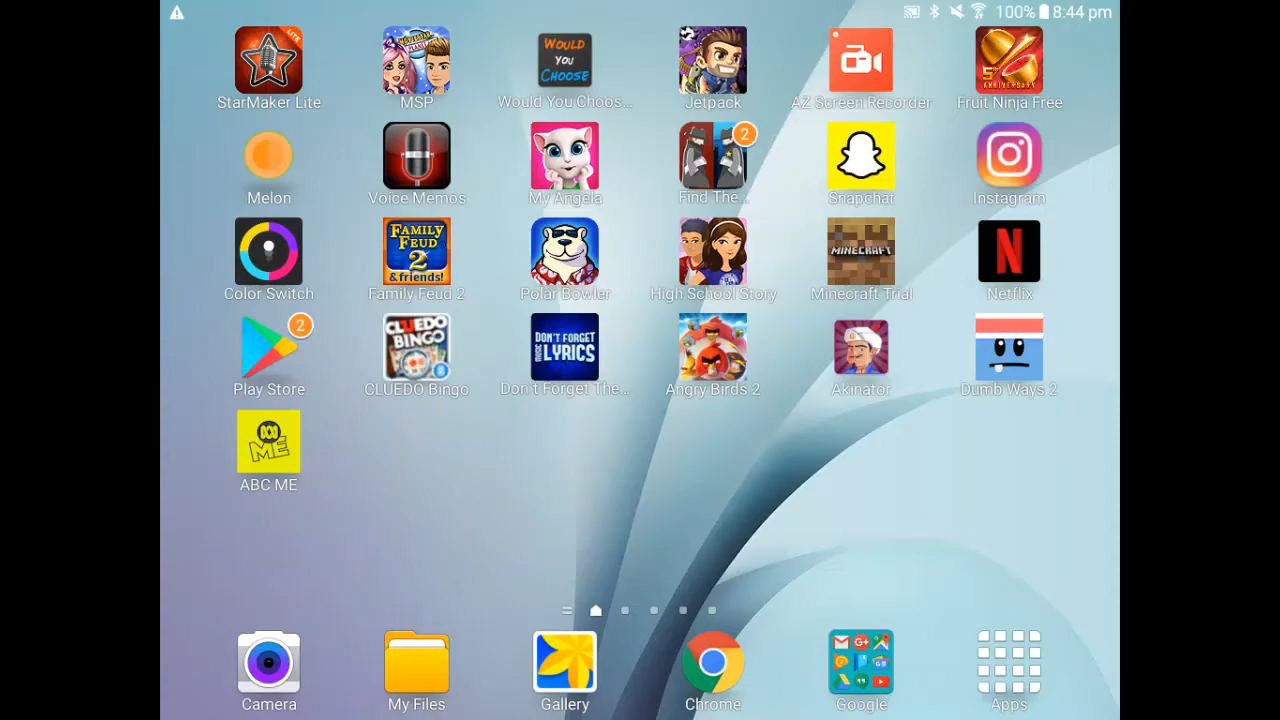 100% 8:44 pm
LITE
WOULD
YOU
CHOOSE
5th
ANNIVERSARY
StarMaker Lite MSP Would You Choos... Jetpack AZ Screen Recorder Fruit Ninja Free
2
Melon Voice Memos My Angela Find The... Snapchat Instagram
FAMILY
FEUD
2
& friends!
MINECRAFT
N
Color Switch Family Feud 2 Polar Bowler High School Story Minecraft Trial Netflix
2
CLUEDO
BINGO
DON'T FORGET
THE LYRICS
Play Store CLUEDO Bingo Don't Forget The... Angry Birds 2 Akinator Dumb Ways 2
ME
ABC ME
G+
Camera My Files Gallery Chrome Google Apps